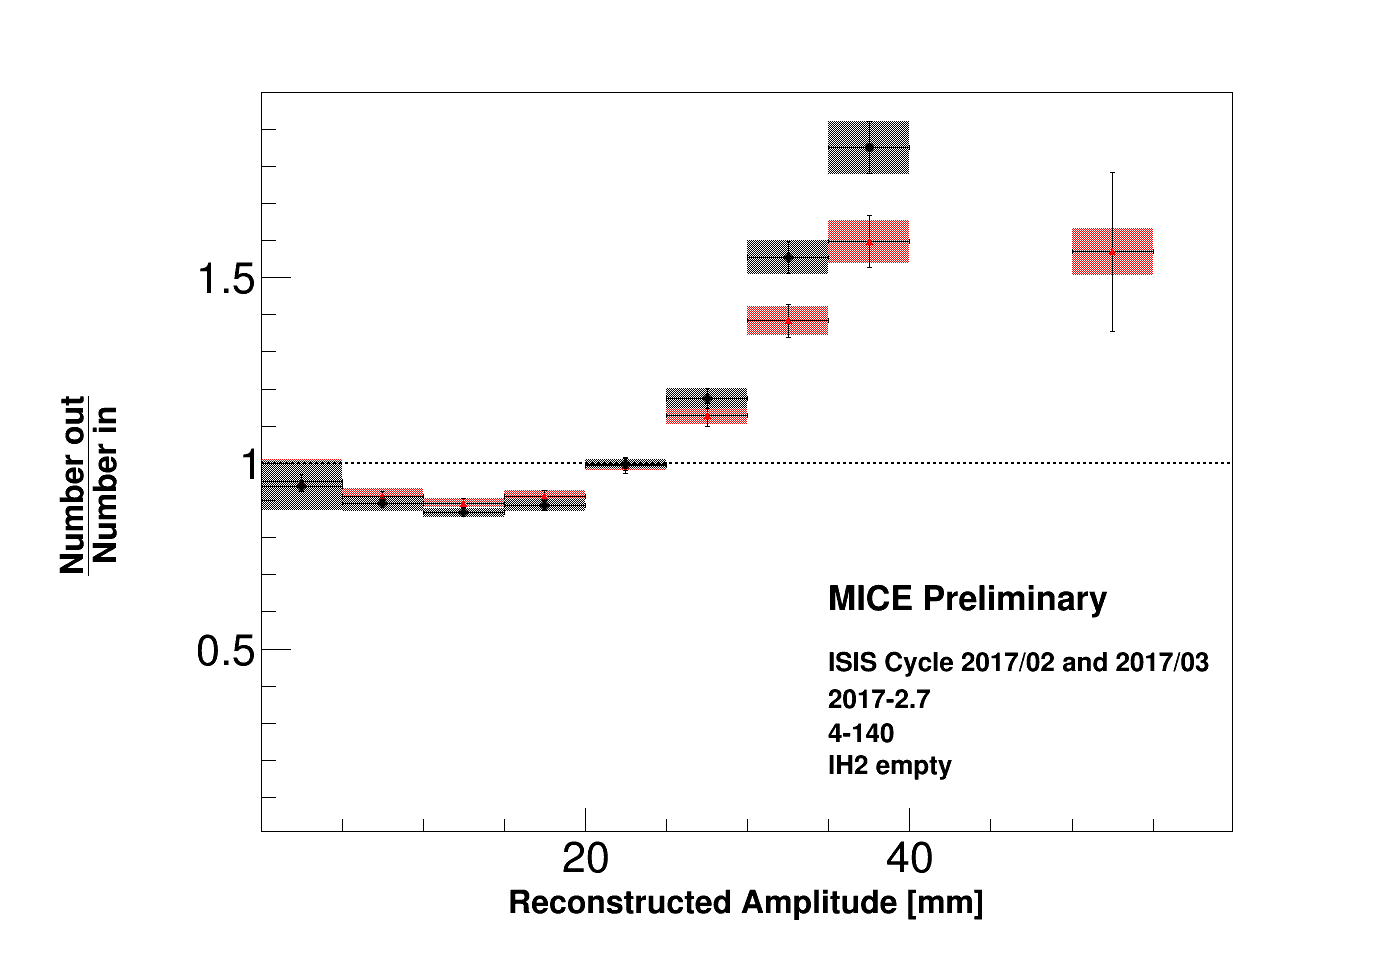 1.5
1
0.5
Number out
Number in
MICE Preliminary
ISIS Cycle 2017/02 and 2017/03
2017-2.7
4-140
IH2 empty
20 40
Reconstructed Amplitude [mm]